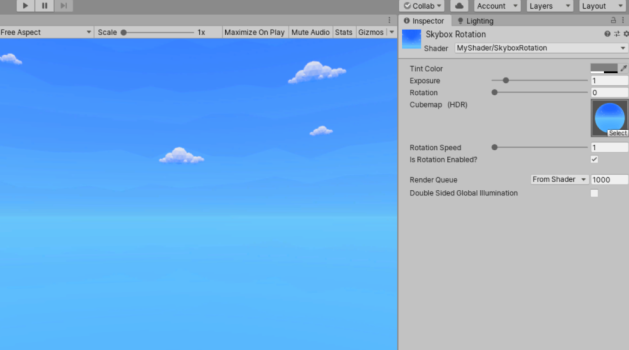 Collab Account Layers Layout
Inspector Lighting
Free Aspect Scale 1x Maximize On Play Mute Audio Stats Gizmos
Skybox Rotation
Shader MyShader/SkyboxRotation
Tint Color
Exposure 1
Rotation 0
Cubemap (HDR)
Select
Rotation Speed 1
Is Rotation Enabled?
Render Queue From Shader 1000
Double Sided Global Illumination